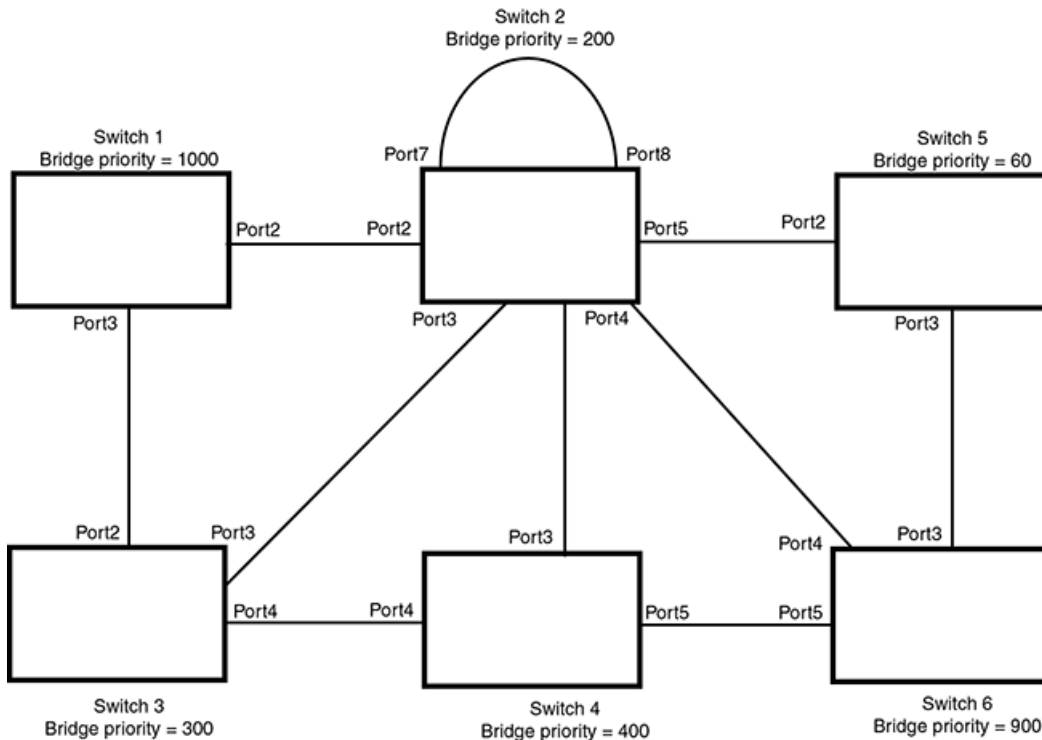 Switch 2
Bridge priority = 200
Switch 1
Bridge priority = 1000
Switch 5
Bridge priority = 60
Port7
Port8
Port2
Port2
Port5
Port2
Port3
Port3
Port4
Port3
Port2
Port3
Port3
Port4
Port3
Port4
Port4
Port5
Port5
Switch 3
Bridge priority = 300
Switch 4
Bridge priority = 400
Switch 6
Bridge priority = 900